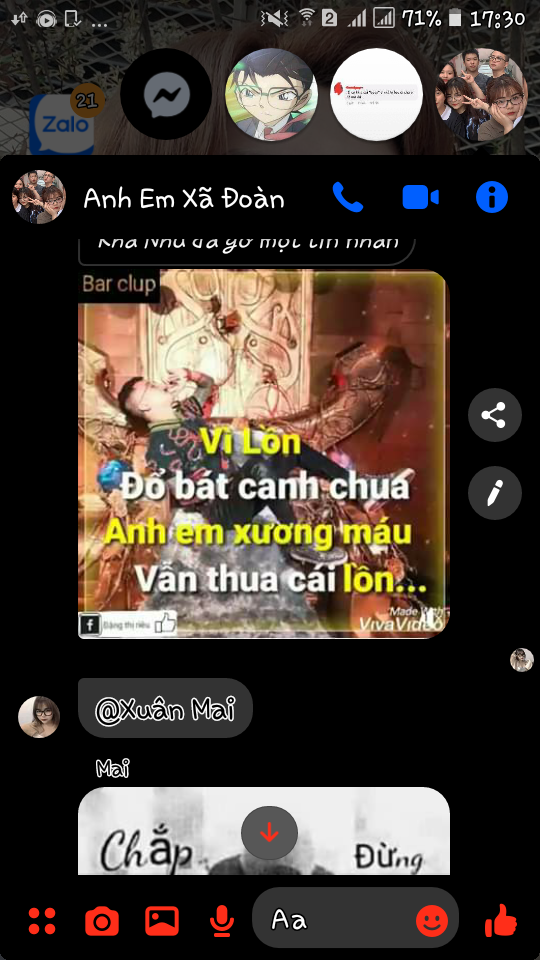 71% 17:30
21
Zalo
Anh Em Xã Đoàn
Bar clup
Vì Lồn
Đổ bát canh chua
Anh em xương máu
Vẫn thua cái lồn...
Made With
VivaVideo
@Xuân Mai
Mai
Chắp
Đừng
Aa